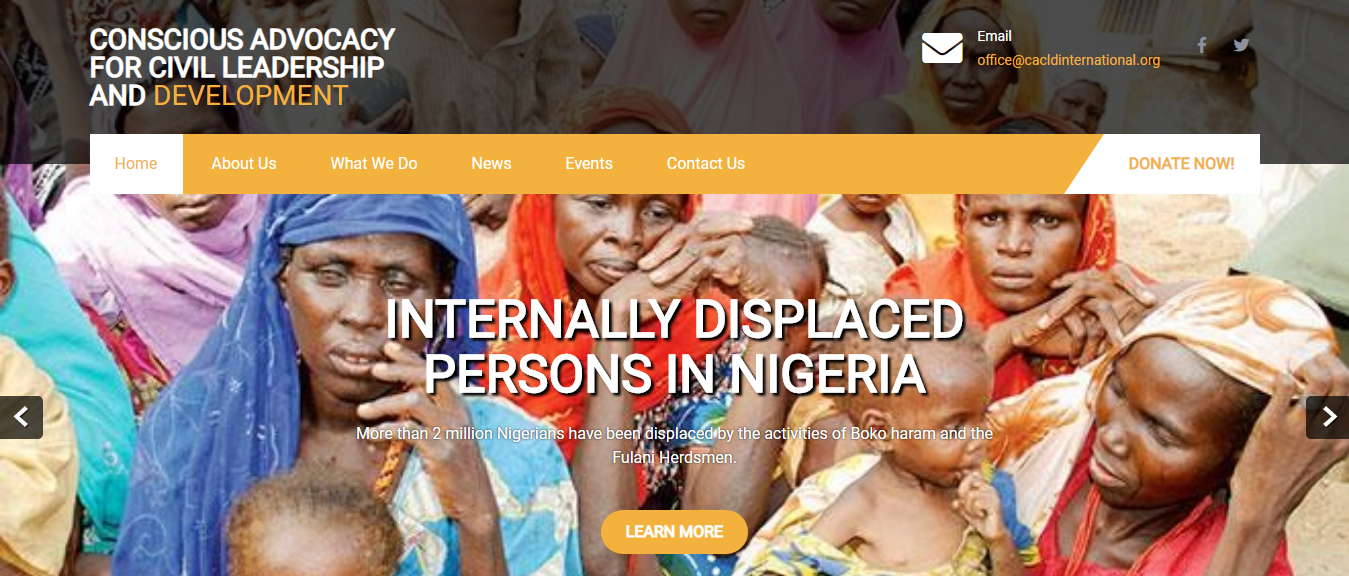 CONSCIOUS ADVOCACY
FOR CIVIL LEADERSHIP
AND DEVELOPMENT
Email
office@cacldinternational.org
Home
About Us
What We Do
News
Events
Contact Us
DONATE NOW!
INTERNALLY DISPLACED
PERSONS IN NIGERIA
More than 2 million Nigerians have been displaced by the activities of Boko haram and the
Fulani Herdsmen.
LEARN MORE